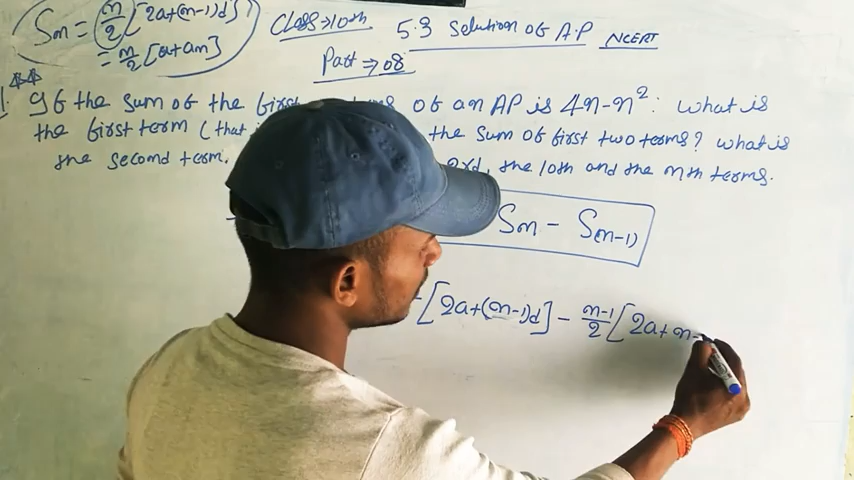 Sn = n/2 [2a+(n-1)d]
= n/2 [a+an]
Class→10th
5.3 Solution of A.P NCERT
Part ⇒ 08
1. If the sum of the first of an AP is 4n-n²: what is
the first term (that the sum of first two terms? what is
the second term. 3rd, the 10th and the nth terms.
Sn - S(n-1)
[2a+(n-1)d] - n-1/2 [2a+n-